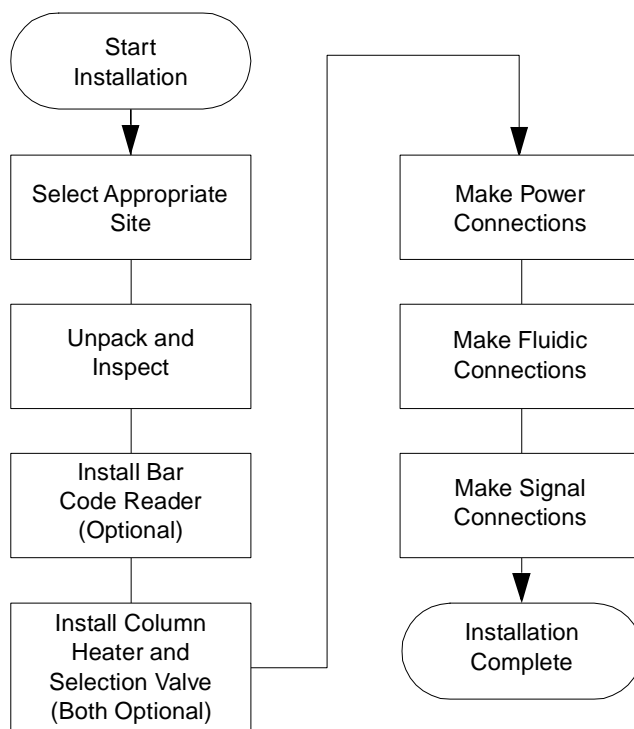 Start
Installation
Select Appropriate
Site
Unpack and
Inspect
Install Bar
Code Reader
(Optional)
Install Column
Heater and
Selection Valve
(Both Optional)
Make Power
Connections
Make Fluidic
Connections
Make Signal
Connections
Installation
Complete